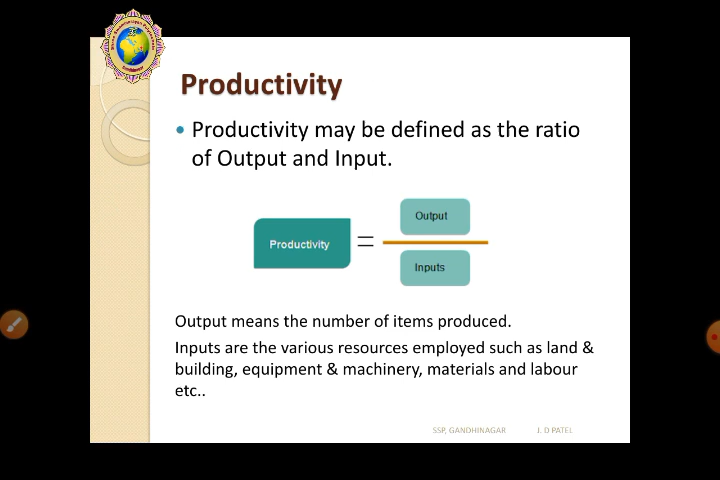 Productivity
Productivity may be defined as the ratio
of Output and Input.
Productivity
=
Output
Inputs
Output means the number of items produced.
Inputs are the various resources employed such as land &
building, equipment & machinery, materials and labour
etc..
SSP, GANDHINAGAR J. D PATEL